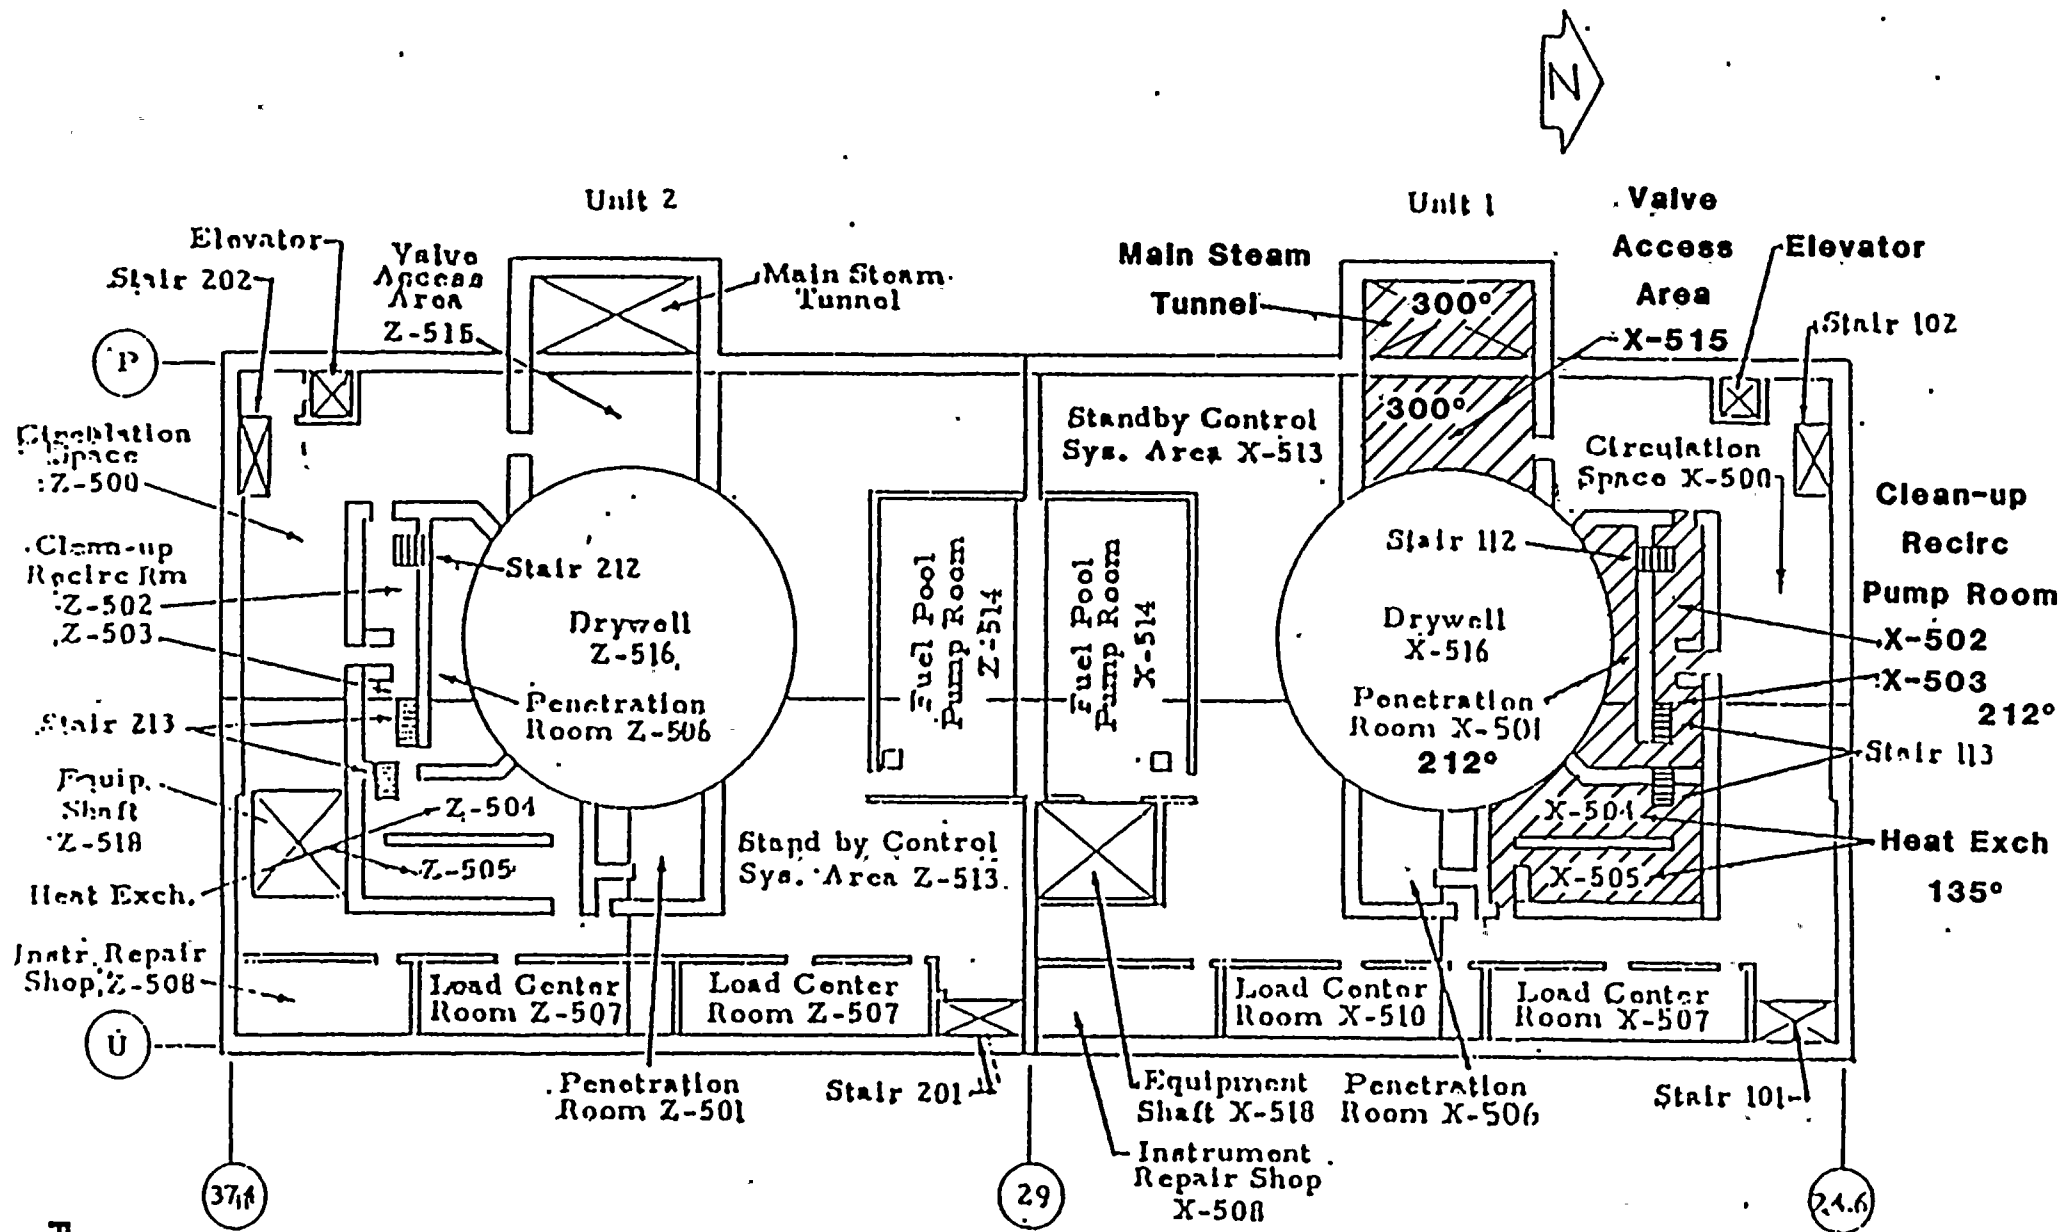 N
Unit 2
Unit 1
Valve
Access
Area
X-515
Elevator
Stair 202
Valve
Access
Area
Z-515
Main Steam
Tunnel
Main Steam
Tunnel
300°
300°
Elevator
Stair 102
P
Circulation
Space
Z-500
Standby Control
Sys. Area X-513
Circulation
Space X-500
Clean-up
Recirc Rm
Z-502
Z-503
Stair 212
Drywell
Z-516
Penetration
Room Z-506
Fuel Pool
Pump Room
Z-514
Fuel Pool
Pump Room
X-514
Stair 112
Drywell
X-516
Penetration
Room X-501
212°
Clean-up
Recirc
Pump Room
X-502
X-503
212°
Stair 213
Stair 113
Equip.
Shaft
Z-518
Z-504
Z-505
Heat Exch.
Stand by Control
Sys. Area Z-513
X-504
X-505
Heat Exch
135°
Instr. Repair
Shop, Z-508
Load Center
Room Z-507
Load Center
Room Z-507
Load Center
Room X-510
Load Center
Room X-507
U
Penetration
Room Z-501
Stair 201
Equipment
Shaft X-518
Penetration
Room X-506
Stair 101
Instrument
Repair Shop
X-508
29
24.6